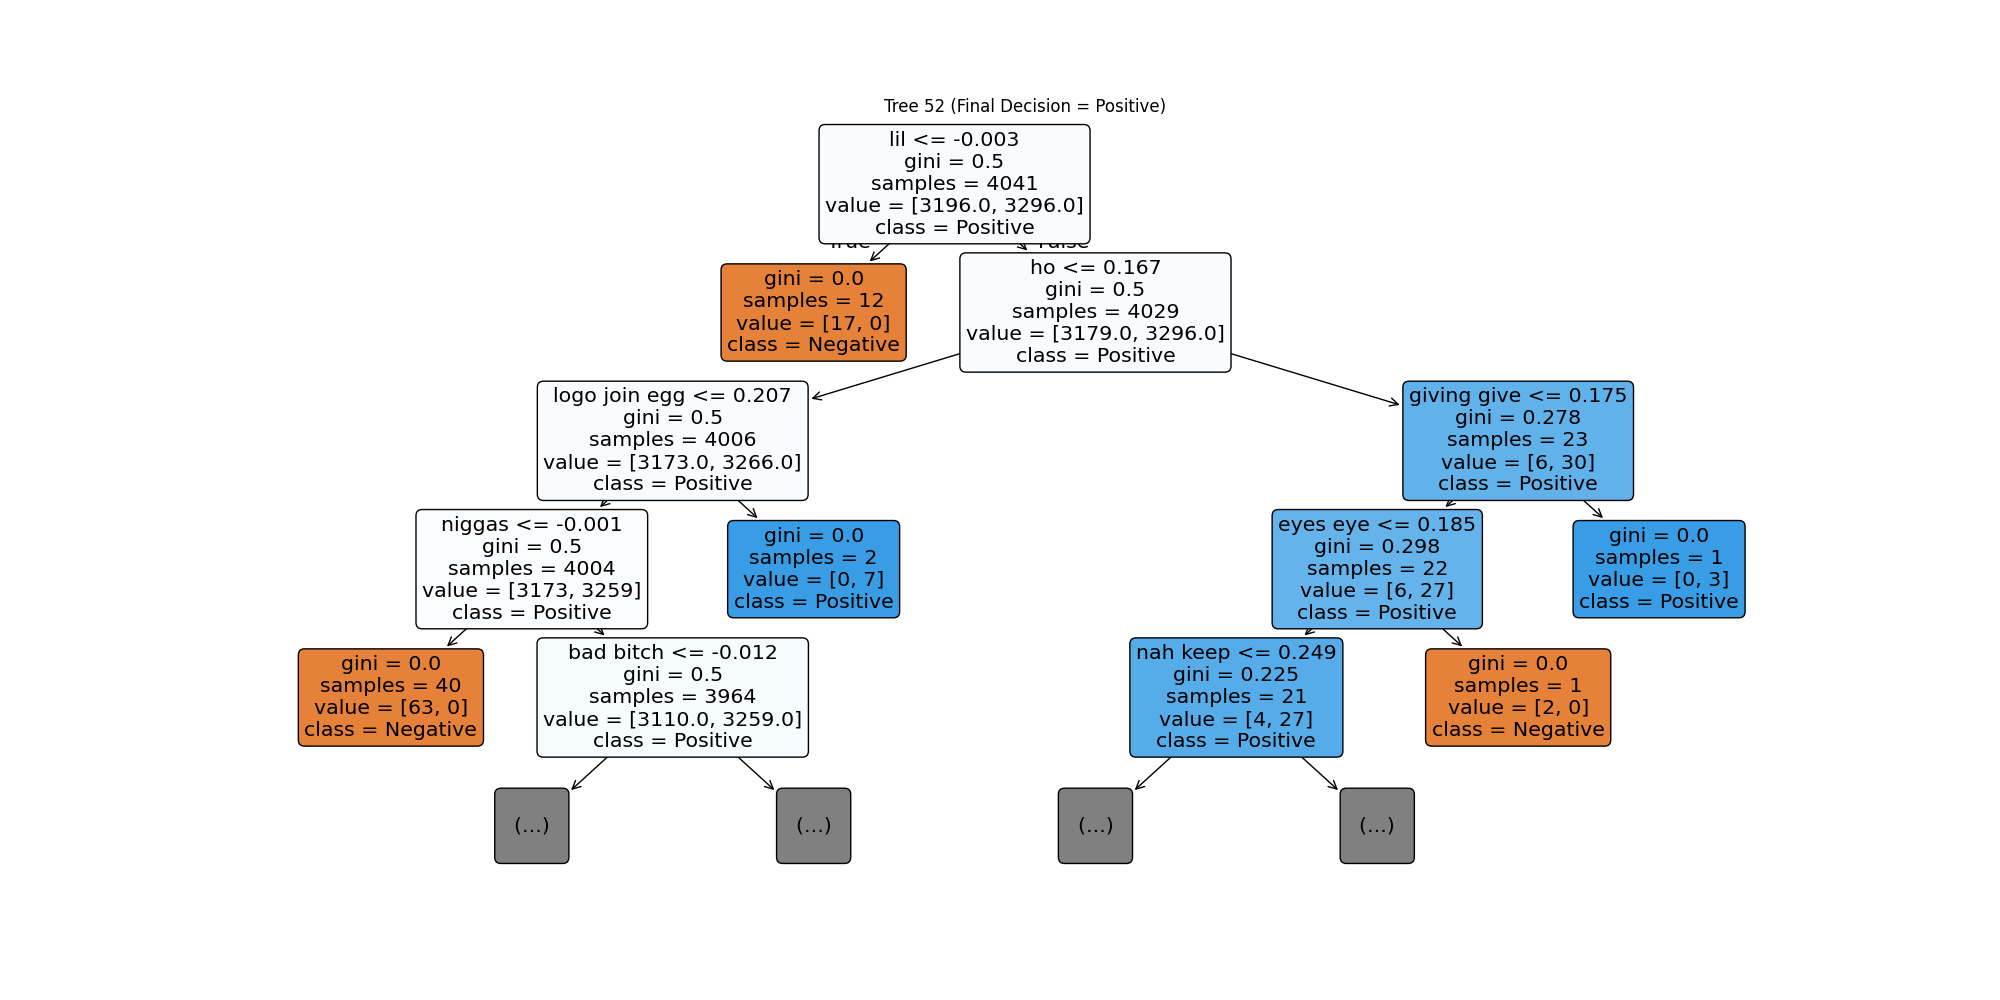 Tree 52 (Final Decision = Positive)
lil <= -0.003
gini = 0.5
samples = 4041
value = [3196.0, 3296.0]
class = Positive
True
False
gini = 0.0
samples = 12
value = [17, 0]
class = Negative
ho <= 0.167
gini = 0.5
samples = 4029
value = [3179.0, 3296.0]
class = Positive
logo join egg <= 0.207
gini = 0.5
samples = 4006
value = [3173.0, 3266.0]
class = Positive
giving give <= 0.175
gini = 0.278
samples = 23
value = [6, 30]
class = Positive
niggas <= -0.001
gini = 0.5
samples = 4004
value = [3173, 3259]
class = Positive
gini = 0.0
samples = 2
value = [0, 7]
class = Positive
eyes eye <= 0.185
gini = 0.298
samples = 22
value = [6, 27]
class = Positive
gini = 0.0
samples = 1
value = [0, 3]
class = Positive
gini = 0.0
samples = 40
value = [63, 0]
class = Negative
bad bitch <= -0.012
gini = 0.5
samples = 3964
value = [3110.0, 3259.0]
class = Positive
nah keep <= 0.249
gini = 0.225
samples = 21
value = [4, 27]
class = Positive
gini = 0.0
samples = 1
value = [2, 0]
class = Negative
(...)
(...)
(...)
(...)